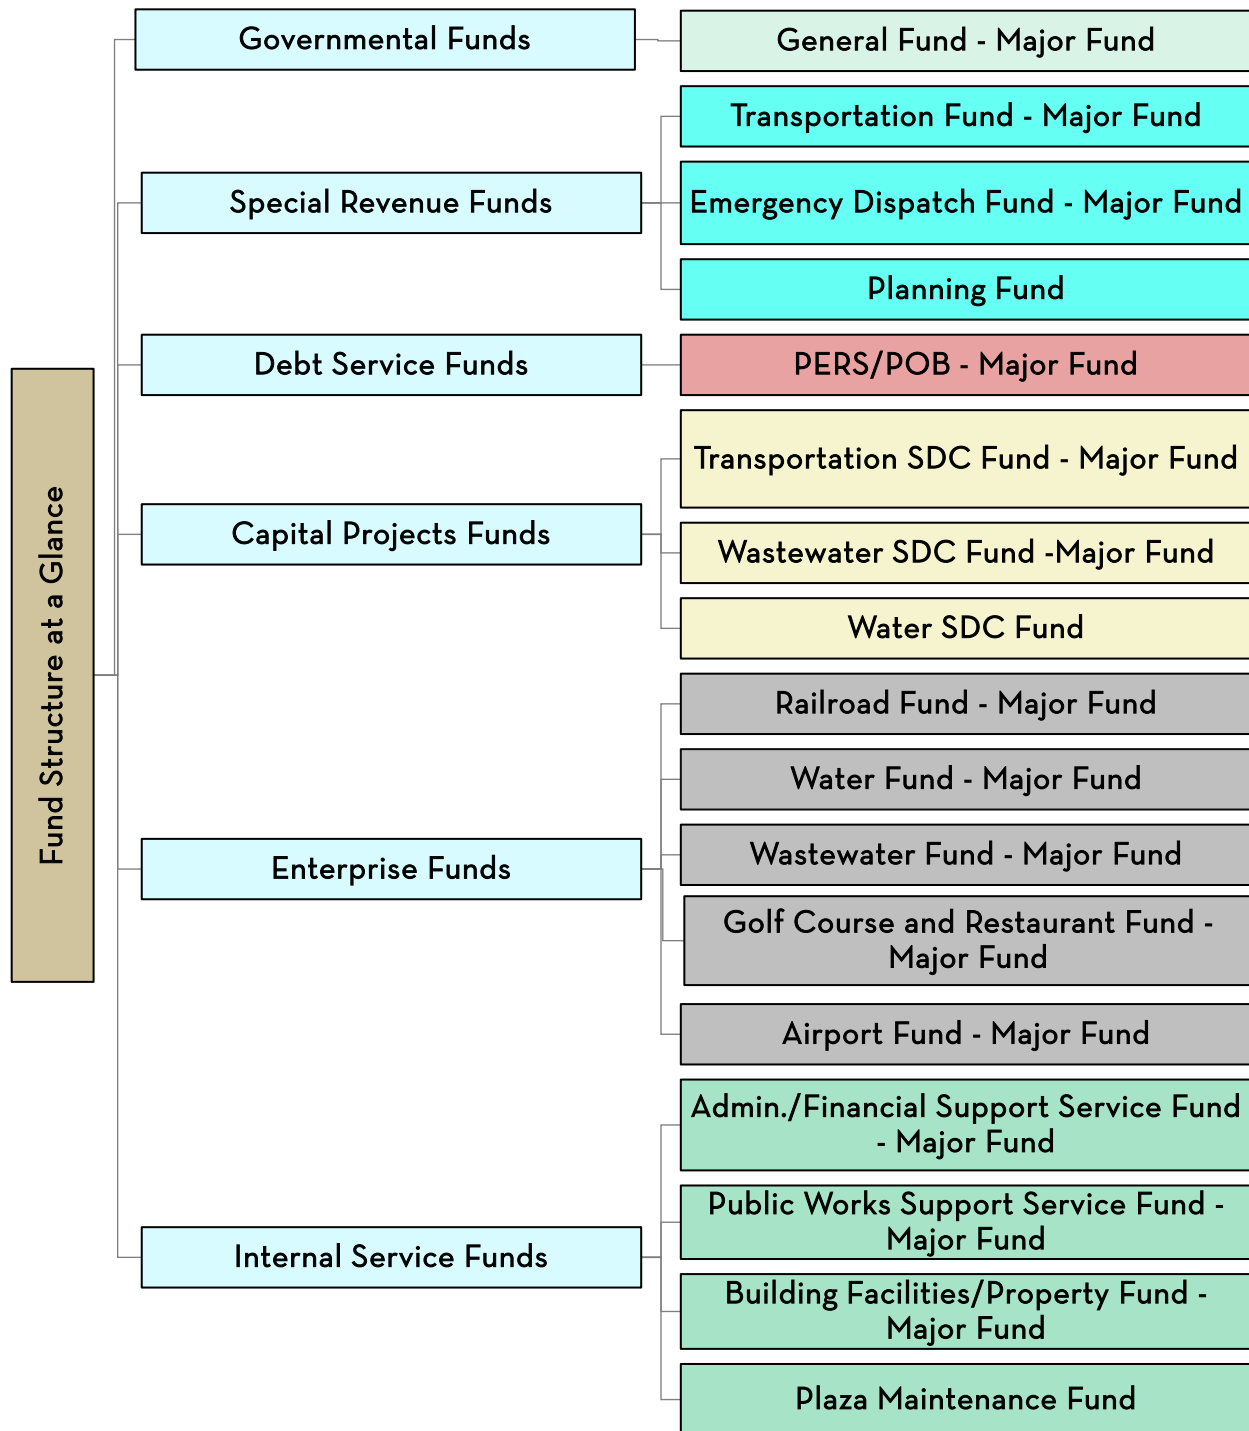 Fund Structure at a Glance
Governmental Funds
General Fund - Major Fund
Special Revenue Funds
Transportation Fund - Major Fund
Emergency Dispatch Fund - Major Fund
Planning Fund
Debt Service Funds
PERS/POB - Major Fund
Capital Projects Funds
Transportation SDC Fund - Major Fund
Wastewater SDC Fund -Major Fund
Water SDC Fund
Enterprise Funds
Railroad Fund - Major Fund
Water Fund - Major Fund
Wastewater Fund - Major Fund
Golf Course and Restaurant Fund -
Major Fund
Airport Fund - Major Fund
Internal Service Funds
Admin./Financial Support Service Fund
- Major Fund
Public Works Support Service Fund -
Major Fund
Building Facilities/Property Fund -
Major Fund
Plaza Maintenance Fund